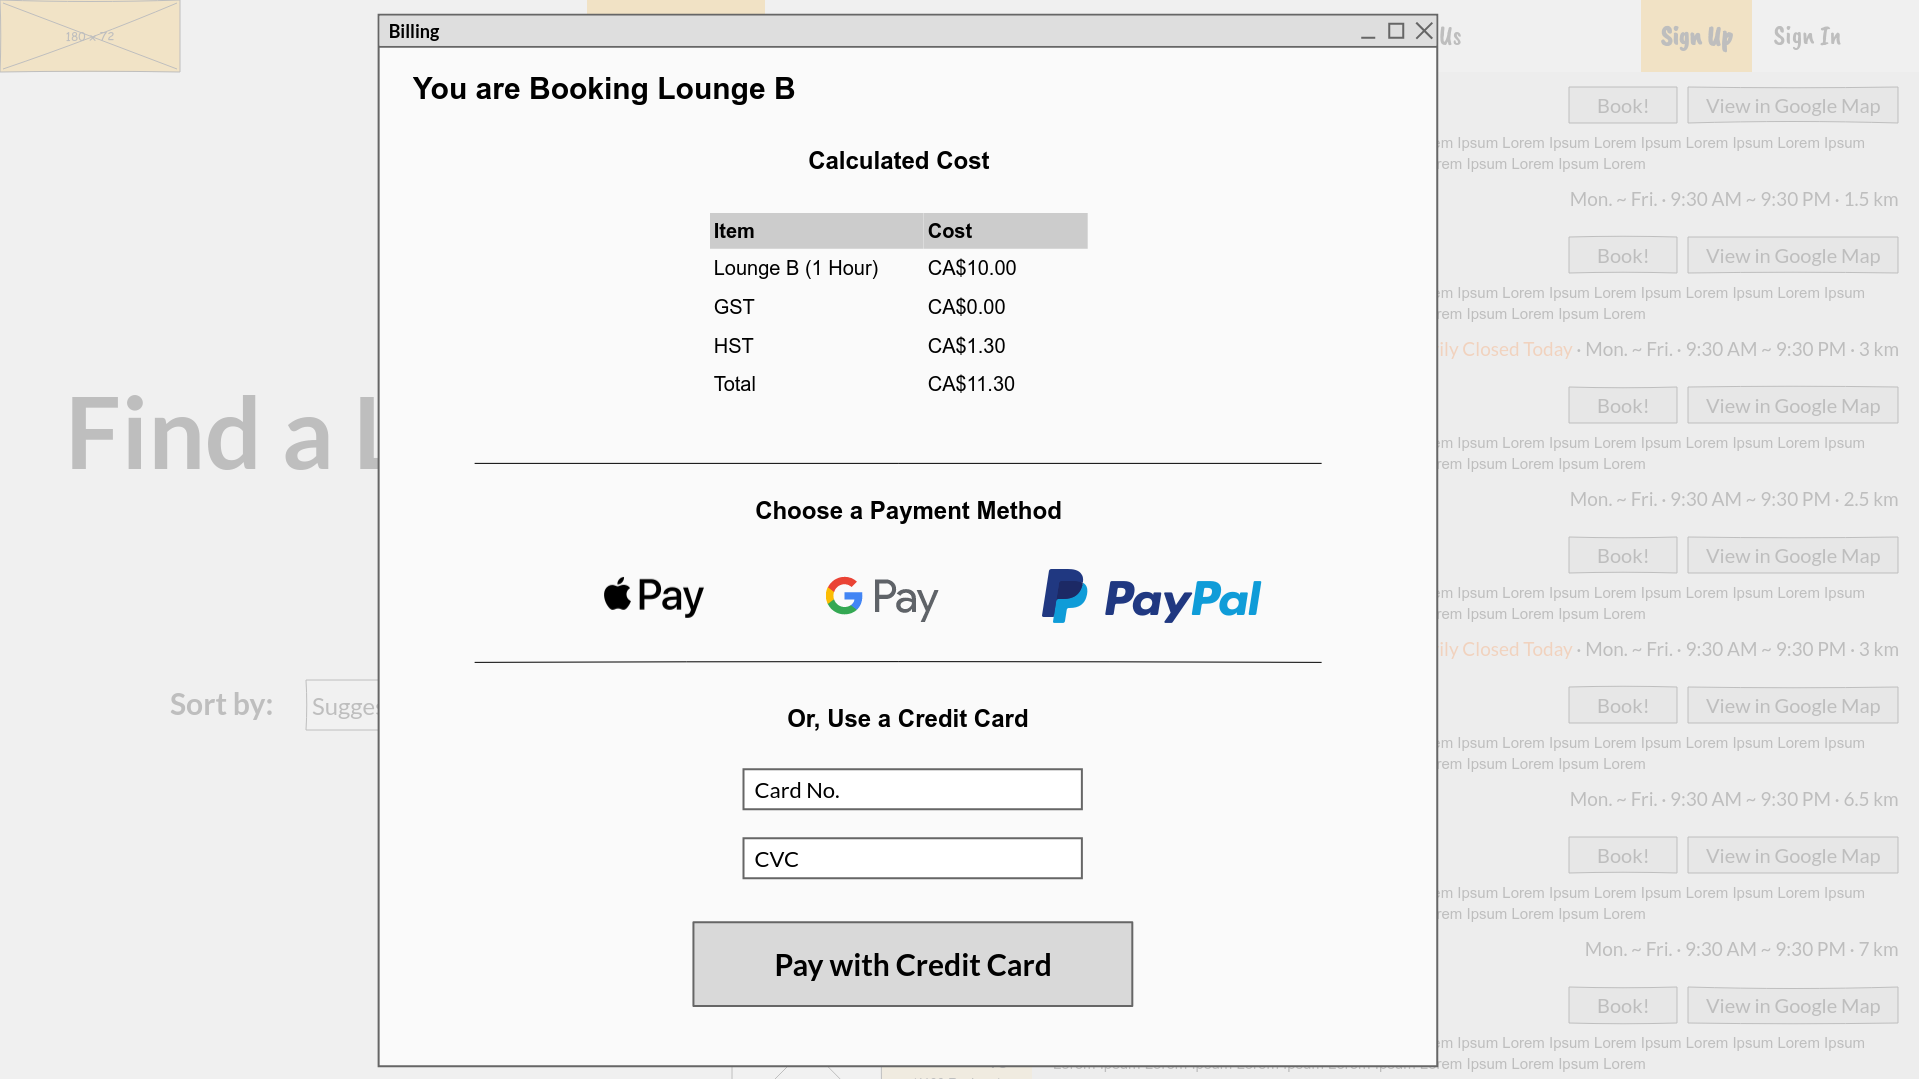 180 x 72
Us
Sign Up
Sign In
Find a L
Sort by:
Sugges
Billing
You are Booking Lounge B
Calculated Cost
Item Cost
Lounge B (1 Hour) CA$10.00
GST CA$0.00
HST CA$1.30
Total CA$11.30
Choose a Payment Method
Pay
G Pay
PayPal
Or, Use a Credit Card
Card No.
CVC
Pay with Credit Card
Book! View in Google Map
m Ipsum Lorem Ipsum Lorem Ipsum Lorem Ipsum Lorem Ipsum
rem Ipsum Lorem Ipsum Lorem
Mon. ~ Fri. · 9:30 AM ~ 9:30 PM · 1.5 km
Book! View in Google Map
m Ipsum Lorem Ipsum Lorem Ipsum Lorem Ipsum Lorem Ipsum
rem Ipsum Lorem Ipsum Lorem
ily Closed Today · Mon. ~ Fri. · 9:30 AM ~ 9:30 PM · 3 km
Book! View in Google Map
m Ipsum Lorem Ipsum Lorem Ipsum Lorem Ipsum Lorem Ipsum
rem Ipsum Lorem Ipsum Lorem
Mon. ~ Fri. · 9:30 AM ~ 9:30 PM · 2.5 km
Book! View in Google Map
m Ipsum Lorem Ipsum Lorem Ipsum Lorem Ipsum Lorem Ipsum
rem Ipsum Lorem Ipsum Lorem
ily Closed Today · Mon. ~ Fri. · 9:30 AM ~ 9:30 PM · 3 km
Book! View in Google Map
m Ipsum Lorem Ipsum Lorem Ipsum Lorem Ipsum Lorem Ipsum
rem Ipsum Lorem Ipsum Lorem
Mon. ~ Fri. · 9:30 AM ~ 9:30 PM · 6.5 km
Book! View in Google Map
m Ipsum Lorem Ipsum Lorem Ipsum Lorem Ipsum Lorem Ipsum
rem Ipsum Lorem Ipsum Lorem
Mon. ~ Fri. · 9:30 AM ~ 9:30 PM · 7 km
Book! View in Google Map
m Ipsum Lorem Ipsum Lorem Ipsum Lorem Ipsum Lorem Ipsum
Lorem Ipsum Lorem Ipsum Lorem Ipsum Lorem Ipsum Lorem Ipsum Lorem Ipsum Lorem